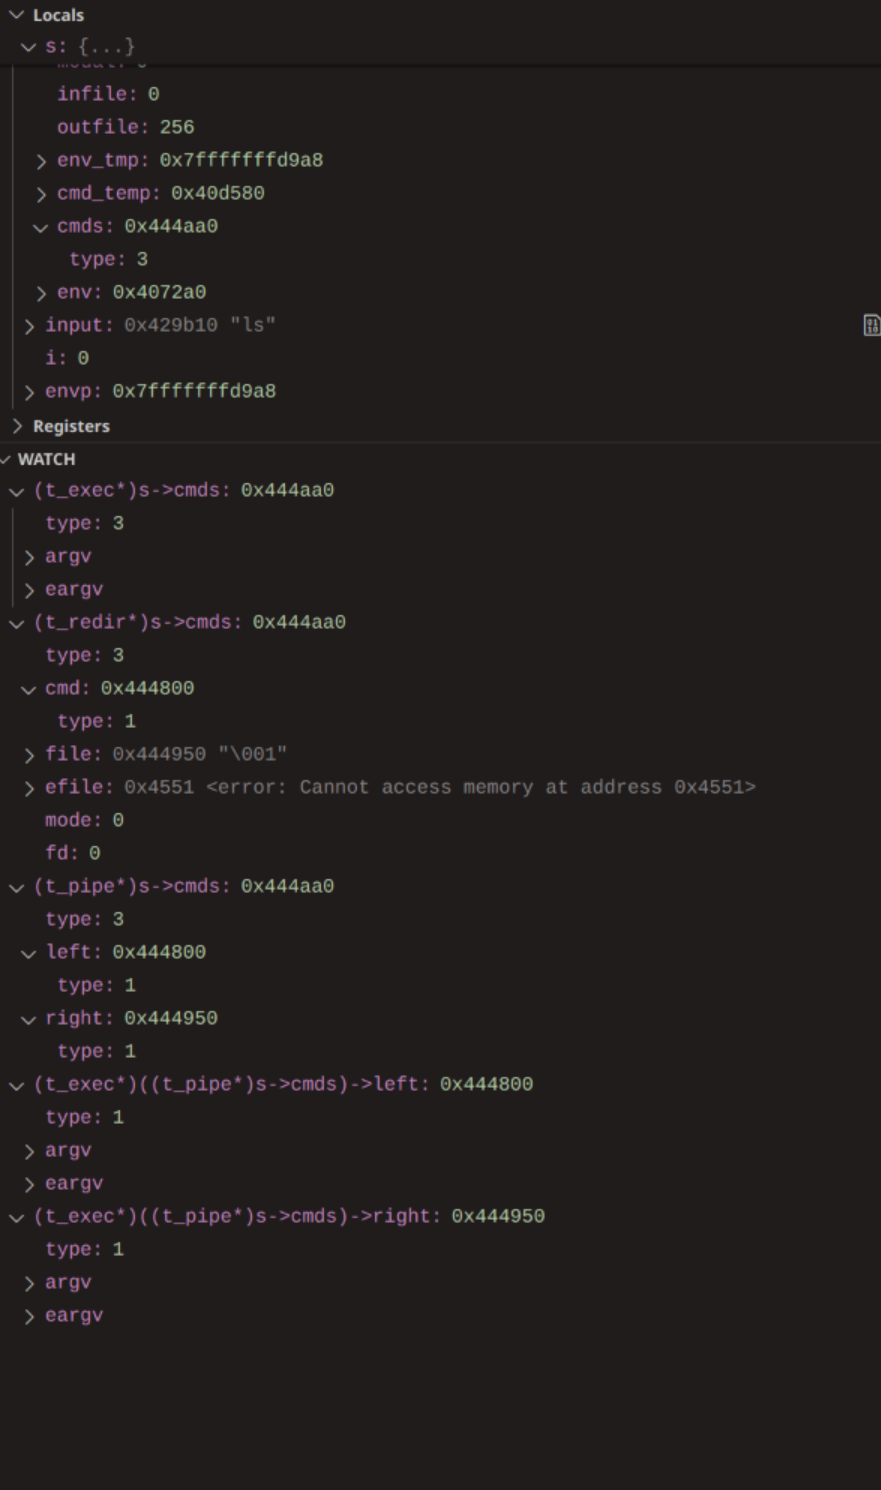 Locals
s: {...}
infile: 0
outfile: 256
env_tmp: 0x7fffffffd9a8
cmd_temp: 0x40d580
cmds: 0x444aa0
type: 3
env: 0x4072a0
input: 0x429b10 "ls"
i: 0
envp: 0x7fffffffd9a8
Registers
WATCH
(t_exec*)s->cmds: 0x444aa0
type: 3
argv
eargv
(t_redir*)s->cmds: 0x444aa0
type: 3
cmd: 0x444800
type: 1
file: 0x444950 "\001"
efile: 0x4551 <error: Cannot access memory at address 0x4551>
mode: 0
fd: 0
(t_pipe*)s->cmds: 0x444aa0
type: 3
left: 0x444800
type: 1
right: 0x444950
type: 1
(t_exec*)((t_pipe*)s->cmds)->left: 0x444800
type: 1
argv
eargv
(t_exec*)((t_pipe*)s->cmds)->right: 0x444950
type: 1
argv
eargv